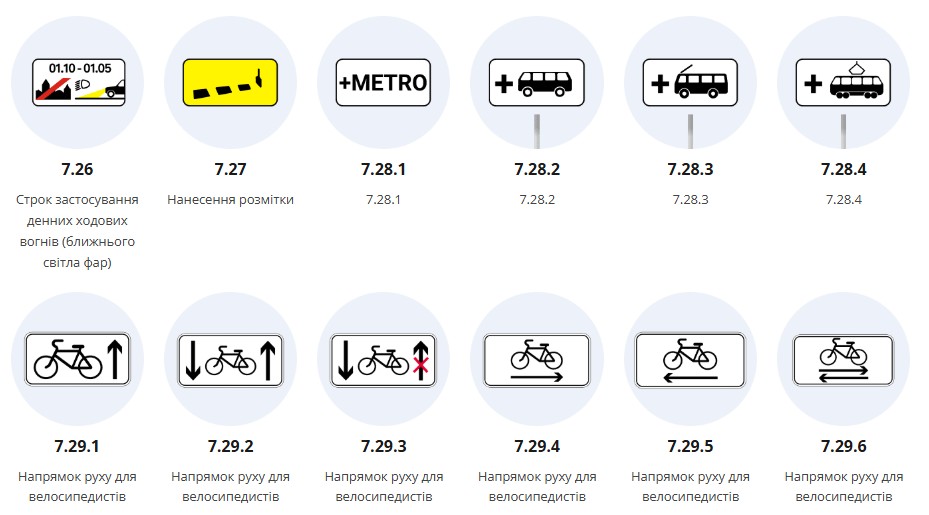 01.10 - 01.05
+METRO
7.26
7.27
7.28.1
7.28.2
7.28.3
7.28.4
Строк застосування
денних ходових
вогнів (ближнього
світла фар)
Нанесення розмітки
7.28.1
7.28.2
7.28.3
7.28.4
7.29.1
7.29.2
7.29.3
7.29.4
7.29.5
7.29.6
Напрямок руху для
велосипедистів
Напрямок руху для
велосипедистів
Напрямок руху для
велосипедистів
Напрямок руху для
велосипедистів
Напрямок руху для
велосипедистів
Напрямок руху для
велосипедистів